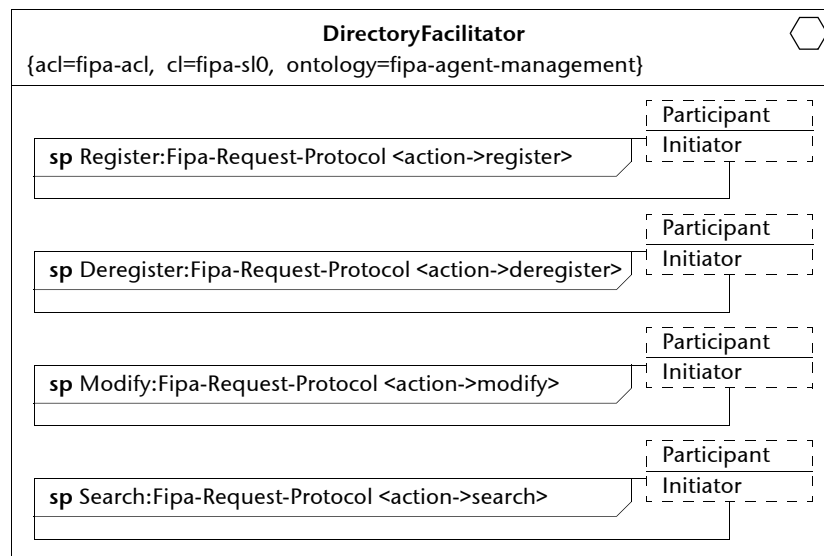 DirectoryFacilitator
{acl=fipa-acl, cl=fipa-sl0, ontology=fipa-agent-management}
Participant
Initiator
sp Register:Fipa-Request-Protocol <action->register>
Participant
Initiator
sp Deregister:Fipa-Request-Protocol <action->deregister>
Participant
Initiator
sp Modify:Fipa-Request-Protocol <action->modify>
Participant
Initiator
sp Search:Fipa-Request-Protocol <action->search>